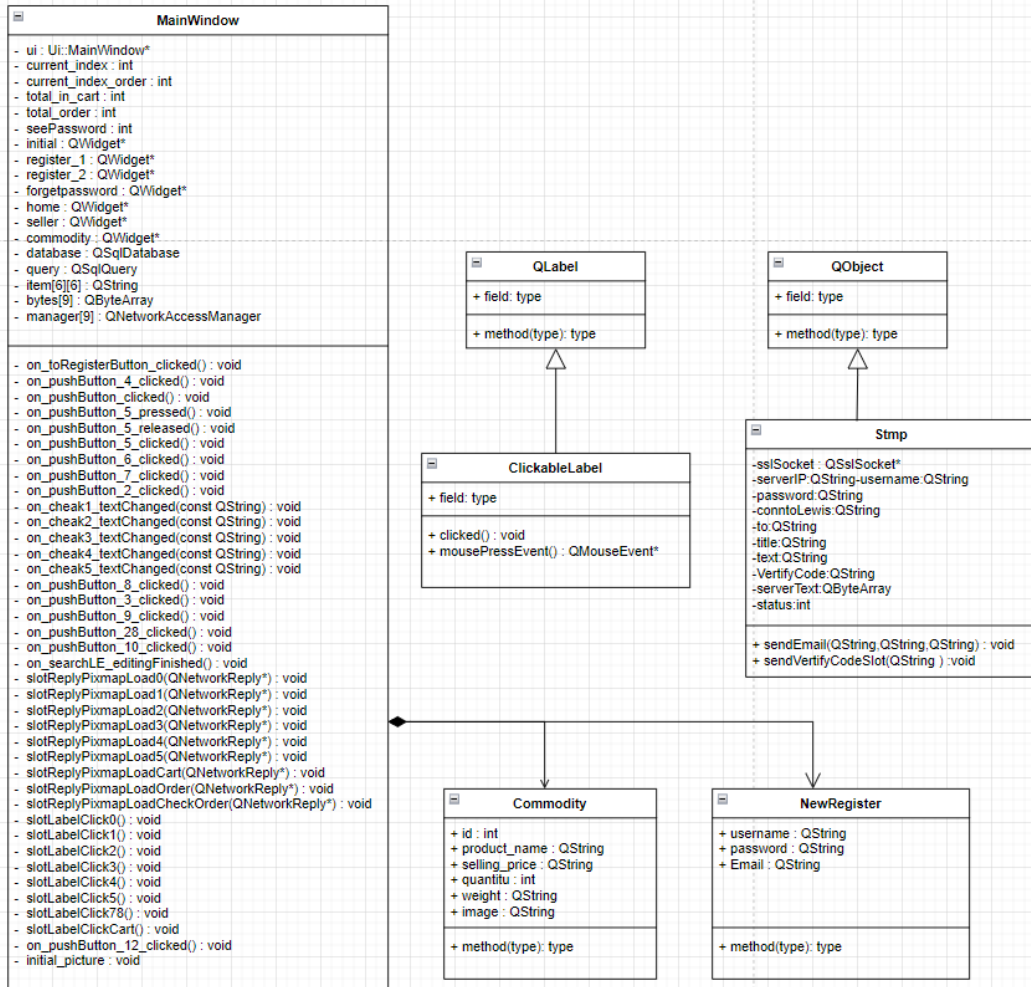 MainWindow
- ui : Ui::MainWindow*
- current_index : int
- current_index_order : int
- total_in_cart : int
- total_order : int
- seePassword : int
- initial : QWidget*
- register_1 : QWidget*
- register_2 : QWidget*
- forgetpassword : QWidget*
- home : QWidget*
- seller : QWidget*
- commodity : QWidget*
- database : QSqlDatabase
- query : QSqlQuery
- item[6][6] : QString
- bytes[9] : QByteArray
- manager[9] : QNetworkAccessManager
- on_toRegisterButton_clicked() : void
- on_pushButton_4_clicked() : void
- on_pushButton_clicked() : void
- on_pushButton_5_pressed() : void
- on_pushButton_5_released() : void
- on_pushButton_5_clicked() : void
- on_pushButton_6_clicked() : void
- on_pushButton_7_clicked() : void
- on_pushButton_2_clicked() : void
- on_cheak1_textChanged(const QString) : void
- on_cheak2_textChanged(const QString) : void
- on_cheak3_textChanged(const QString) : void
- on_cheak4_textChanged(const QString) : void
- on_cheak5_textChanged(const QString) : void
- on_pushButton_8_clicked() : void
- on_pushButton_3_clicked() : void
- on_pushButton_9_clicked() : void
- on_pushButton_28_clicked() : void
- on_pushButton_10_clicked() : void
- on_searchLE_editingFinished() : void
- slotReplyPixmapLoad0(QNetworkReply*) : void
- slotReplyPixmapLoad1(QNetworkReply*) : void
- slotReplyPixmapLoad2(QNetworkReply*) : void
- slotReplyPixmapLoad3(QNetworkReply*) : void
- slotReplyPixmapLoad4(QNetworkReply*) : void
- slotReplyPixmapLoad5(QNetworkReply*) : void
- slotReplyPixmapLoadCart(QNetworkReply*) : void
- slotReplyPixmapLoadOrder(QNetworkReply*) : void
- slotReplyPixmapLoadCheckOrder(QNetworkReply*) : void
- slotLabelClick0() : void
- slotLabelClick1() : void
- slotLabelClick2() : void
- slotLabelClick3() : void
- slotLabelClick4() : void
- slotLabelClick5() : void
- slotLabelClick78() : void
- slotLabelClickCart() : void
- on_pushButton_12_clicked() : void
- initial_picture : void
QLabel
+ field: type
+ method(type): type
QObject
+ field: type
+ method(type): type
ClickableLabel
+ field: type
+ clicked() : void
+ mousePressEvent() : QMouseEvent*
Stmp
-sslSocket : QSslSocket*
-serverIP:QString-username:QString
-password:QString
-conntoLewis:QString
-to:QString
-title:QString
-text:QString
-VertifyCode:QString
-serverText:QByteArray
-status:int
+ sendEmail(QString,QString,QString) : void
+ sendVertifyCodeSlot(QString ) :void
Commodity
+ id : int
+ product_name : QString
+ selling_price : QString
+ quantitu : int
+ weight : QString
+ image : QString
+ method(type): type
NewRegister
+ username : QString
+ password : QString
+ Email : QString
+ method(type): type